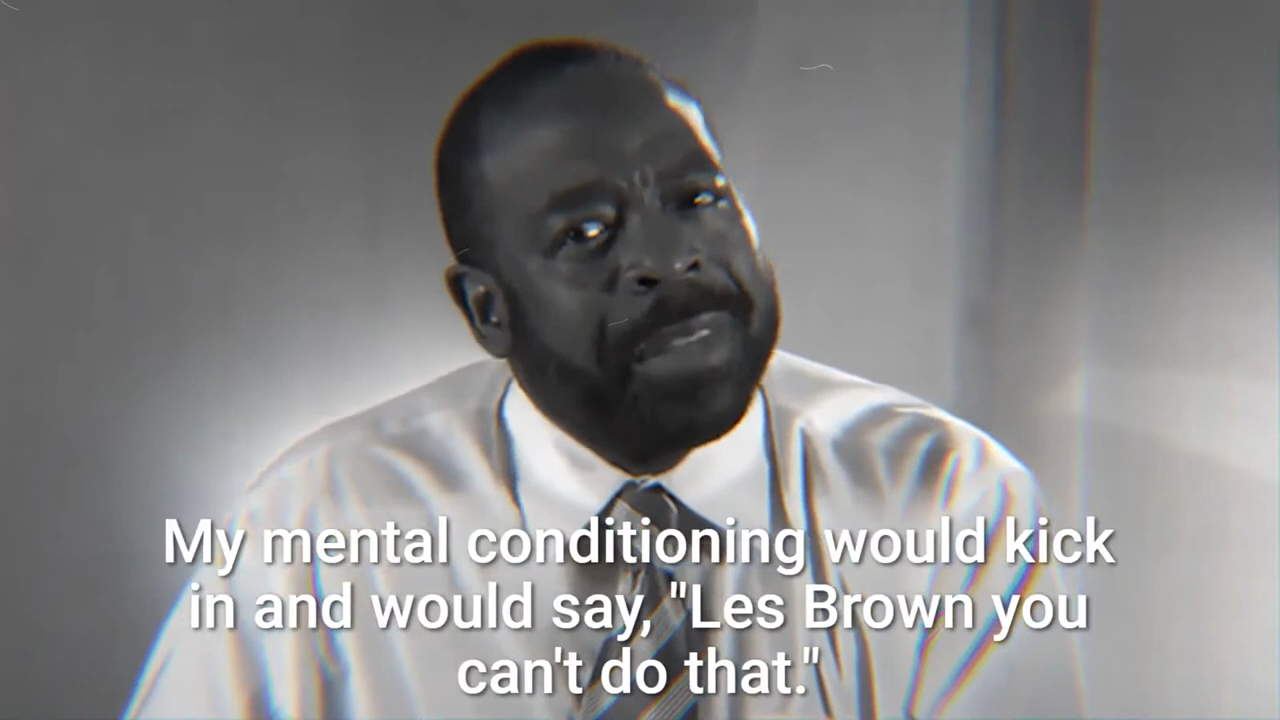 My mental conditioning would kick
in and would say, "Les Brown you
can't do that."